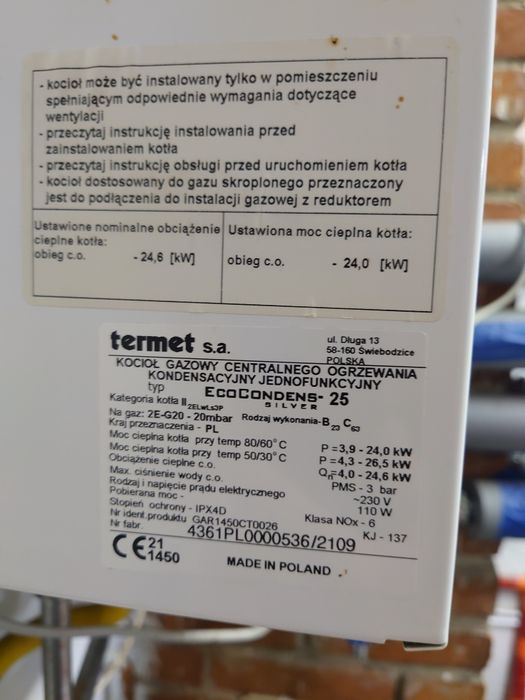 - kocioł może być instalowany tylko w pomieszczeniu
spełniającym odpowiednie wymagania dotyczące
wentylacji
- przeczytaj instrukcję instalowania przed
zainstalowaniem kotła
- przeczytaj instrukcję obsługi przed uruchomieniem kotła
- kocioł dostosowany do gazu skroplonego przeznaczony
jest do podłączenia do instalacji gazowej z reduktorem
Ustawione nominalne obciążenie
cieplne kotła:
obieg c.o. - 24,6 [kW]
Ustawiona moc cieplna kotła:
obieg c.o. - 24,0 [kW]
termet s.a.
ul. Długa 13
58-160 Świebodzice
POLSKA
KOCIOŁ GAZOWY CENTRALNEGO OGRZEWANIA
KONDENSACYJNY JEDNOFUNKCYJNY
typ ECOCONDENS- 25
SILVER
Kategoria kotła II2ELwLs3P
Na gaz: 2E-G20 - 20mbar Rodzaj wykonania-B23 C63
Kraj przeznaczenia - PL
Moc cieplna kotła przy temp 80/60°C P =3,9 - 24,0 kW
Moc cieplna kotła przy temp 50/30°C P =4,3 - 26,5 kW
Obciążenie cieplne c.o. Qn=4,0 - 24,6 kW
Max. ciśnienie wody c.o. PMS - 3 bar
Rodzaj i napięcie prądu elektrycznego ~230 V
Pobierana moc - 110 W
Stopień ochrony - IPX4D Klasa NOx - 6
Nr ident.produktu GAR1450CT0026 KJ - 137
Nr fabr. 4361PL0000536/2109
CE 21
1450
MADE IN POLAND